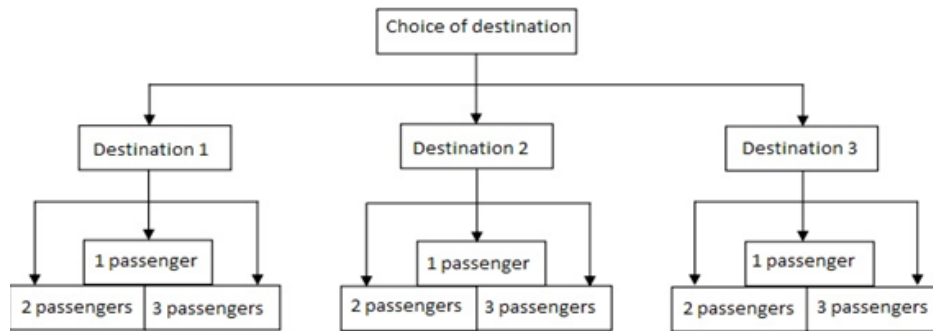 Choice of destination
Destination 1
Destination 2
Destination 3
1 passenger
1 passenger
1 passenger
2 passengers
3 passengers
2 passengers
3 passengers
2 passengers
3 passengers